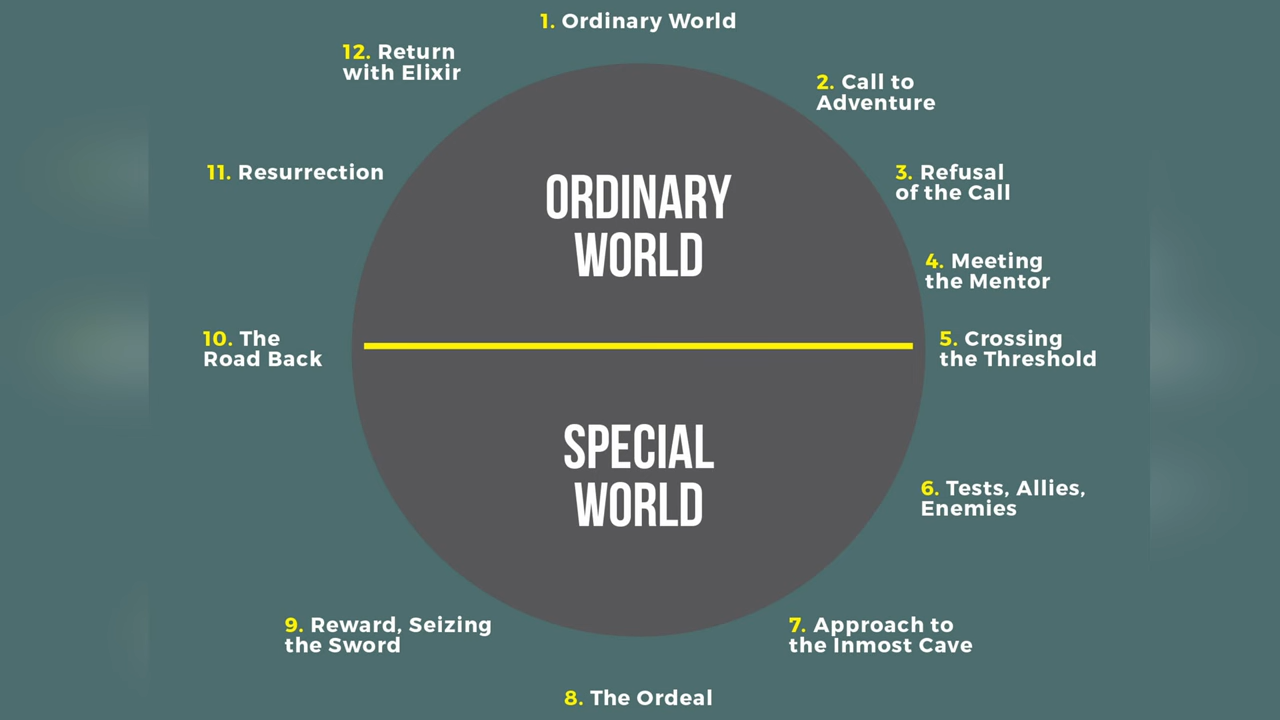 1. Ordinary World
2. Call to
Adventure
3. Refusal
of the Call
4. Meeting
the Mentor
5. Crossing
the Threshold
6. Tests, Allies,
Enemies
7. Approach to
the Inmost Cave
8. The Ordeal
9. Reward, Seizing
the Sword
10. The
Road Back
11. Resurrection
12. Return
with Elixir
ORDINARY
WORLD
SPECIAL
WORLD